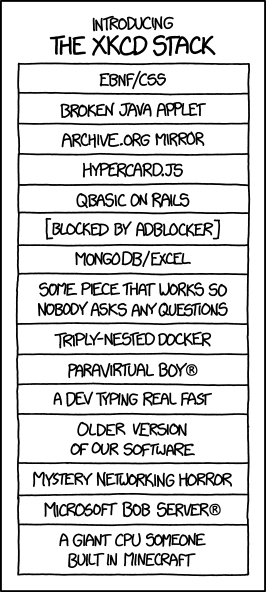 INTRODUCING
THE XKCD STACK
EBNF/CSS
BROKEN JAVA APPLET
ARCHIVE.ORG MIRROR
HYPERCARD.JS
QBASIC ON RAILS
[BLOCKED BY ADBLOCKER]
MONGODB/EXCEL
SOME PIECE THAT WORKS SO
NOBODY ASKS ANY QUESTIONS
TRIPLY-NESTED DOCKER
PARAVIRTUAL BOY®
A DEV TYPING REAL FAST
OLDER VERSION
OF OUR SOFTWARE
MYSTERY NETWORKING HORROR
MICROSOFT BOB SERVER®
A GIANT CPU SOMEONE
BUILT IN MINECRAFT